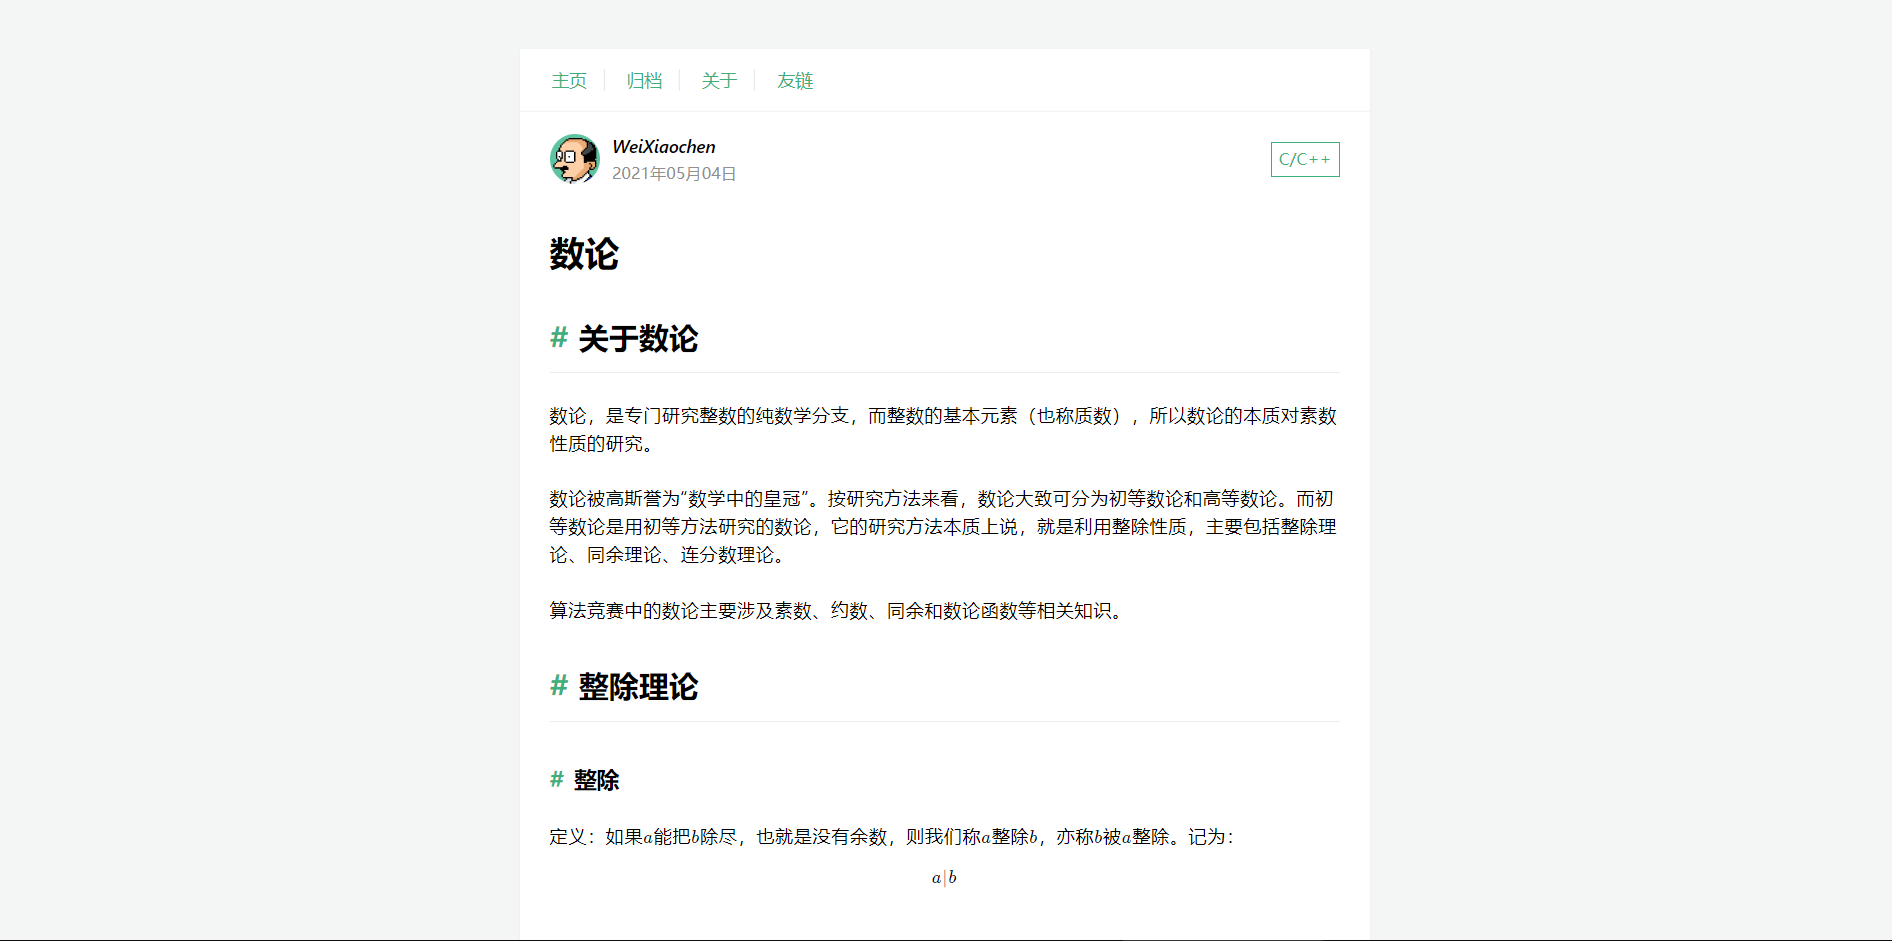 主页 归档 关于 友链
WeiXiaochen
2021年05月04日
C/C++
数论
# 关于数论
数论，是专门研究整数的纯数学分支，而整数的基本元素（也称质数），所以数论的本质对素数
性质的研究。
数论被高斯誉为“数学中的皇冠”。按研究方法来看，数论大致可分为初等数论和高等数论。而初
等数论是用初等方法研究的数论，它的研究方法本质上说，就是利用整除性质，主要包括整除理
论、同余理论、连分数理论。
算法竞赛中的数论主要涉及素数、约数、同余和数论函数等相关知识。
# 整除理论
# 整除
定义：如果a能把b除尽，也就是没有余数，则我们称a整除b，亦称b被a整除。记为：
a|b